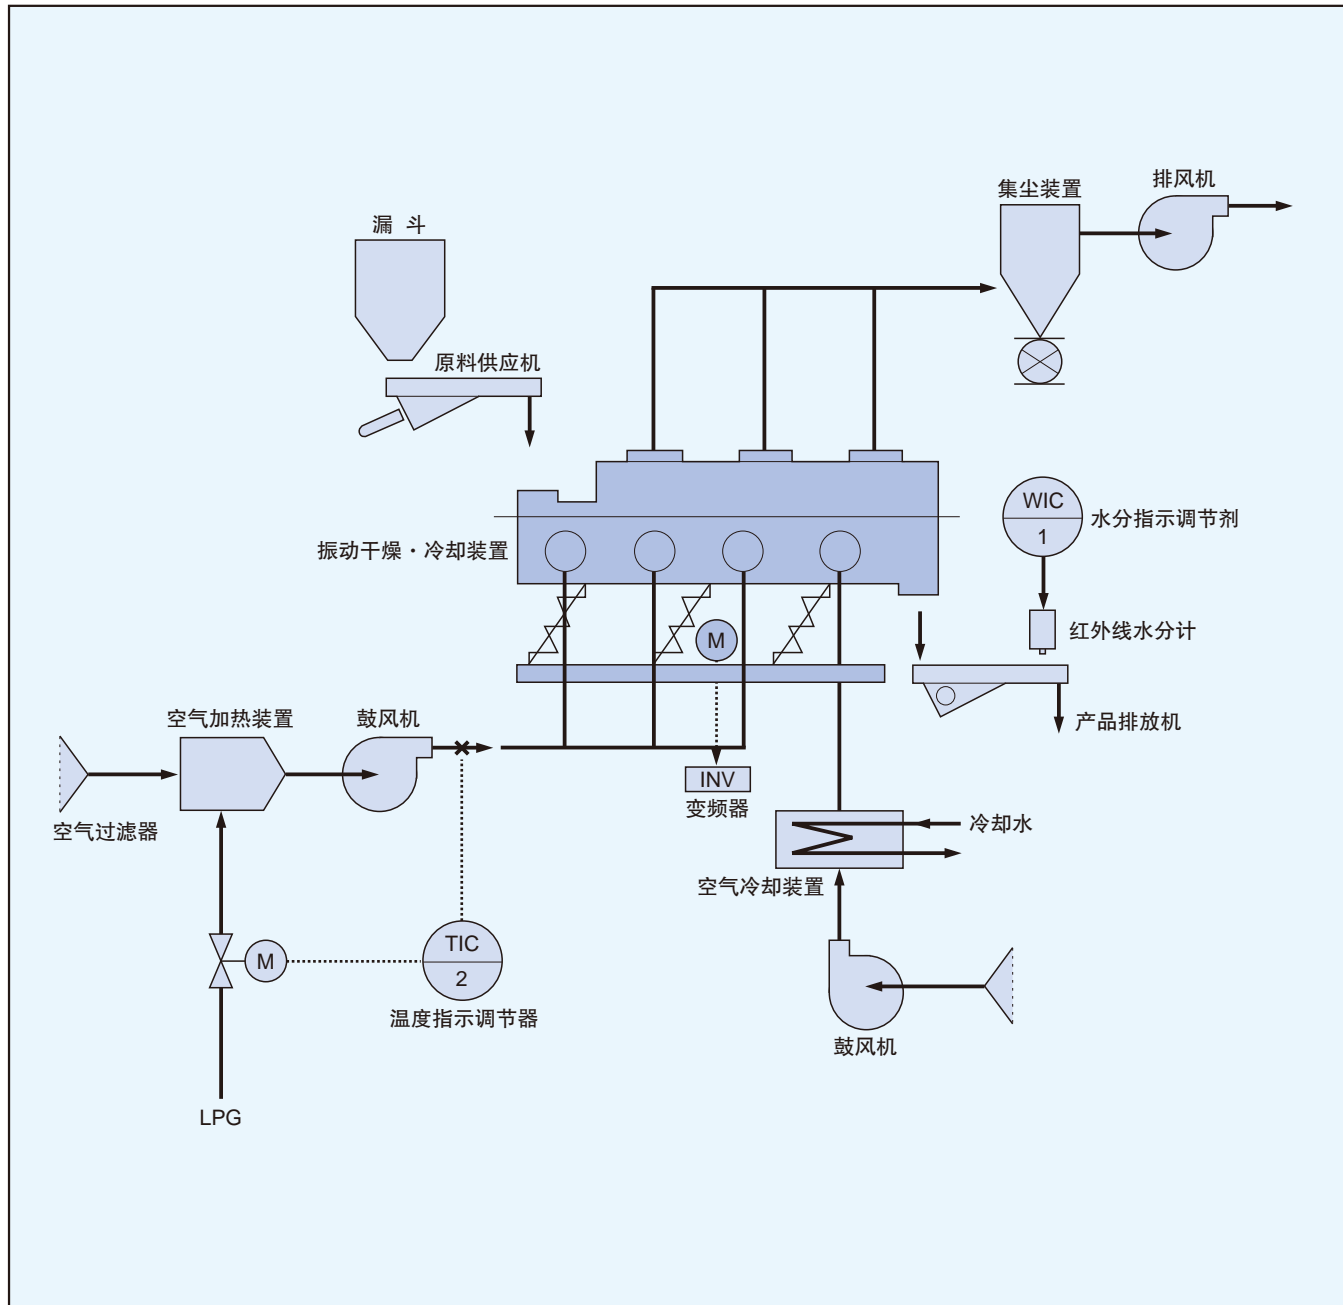 集尘装置
排风机
漏 斗
原料供应机
WIC
1
水分指示调节剂
振动干燥·冷却装置
M
红外线水分计
空气加热装置
鼓风机
产品排放机
INV
变频器
空气过滤器
冷却水
空气冷却装置
M
TIC
2
温度指示调节器
鼓风机
LPG